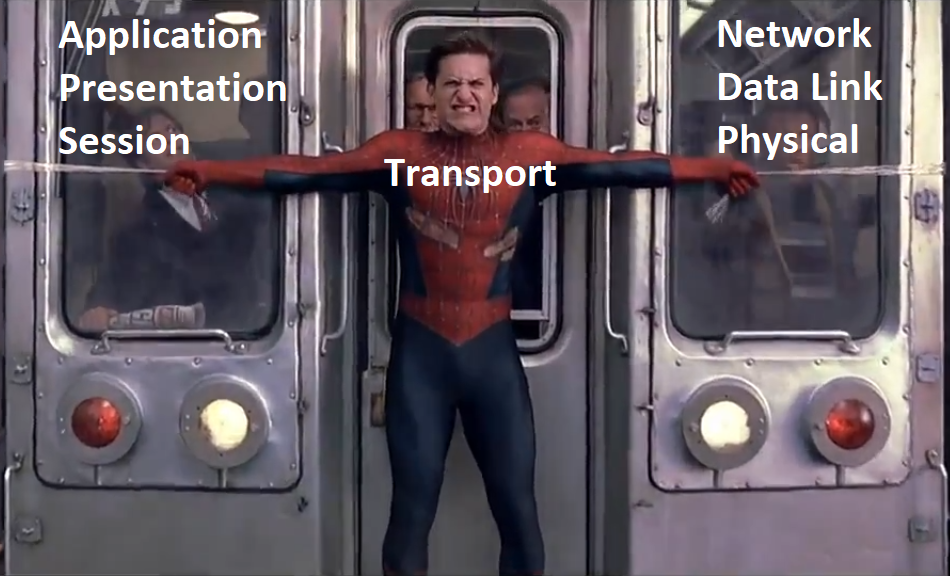 Application
Presentation
Session
Transport
Network
Data Link
Physical